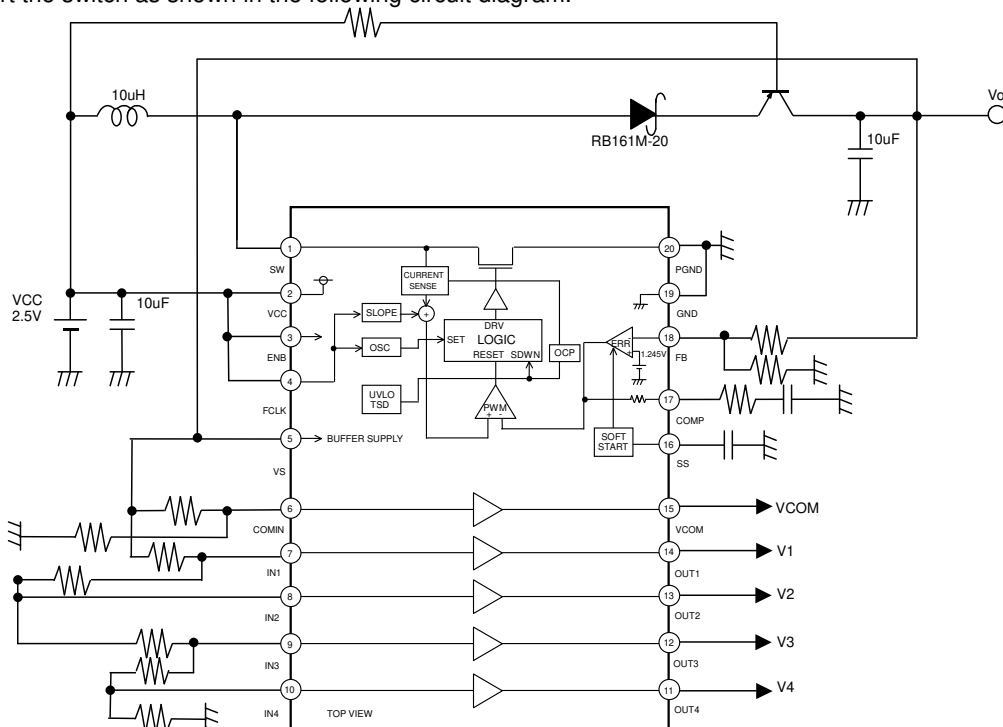 rt the switch as shown in the following circuit diagram.
10uH
Vo
RB161M-20
10uF
VCC
2.5V
10uF
1
SW
2
VCC
3
ENB
4
FCLK
5
BUFFER SUPPLY
VS
6
COMIN
7
IN1
8
IN2
9
IN3
10
IN4
TOP VIEW
CURRENT
SENSE
SLOPE
+
OSC
SET
DRV
LOGIC
RESET SDWN
OCP
UVLO
TSD
PWM
+ -
ERR
+
1.245V
SOFT
START
20
PGND
19
GND
18
FB
17
COMP
16
SS
15
VCOM
VCOM
14
OUT1
V1
13
OUT2
V2
12
OUT3
V3
11
OUT4
V4